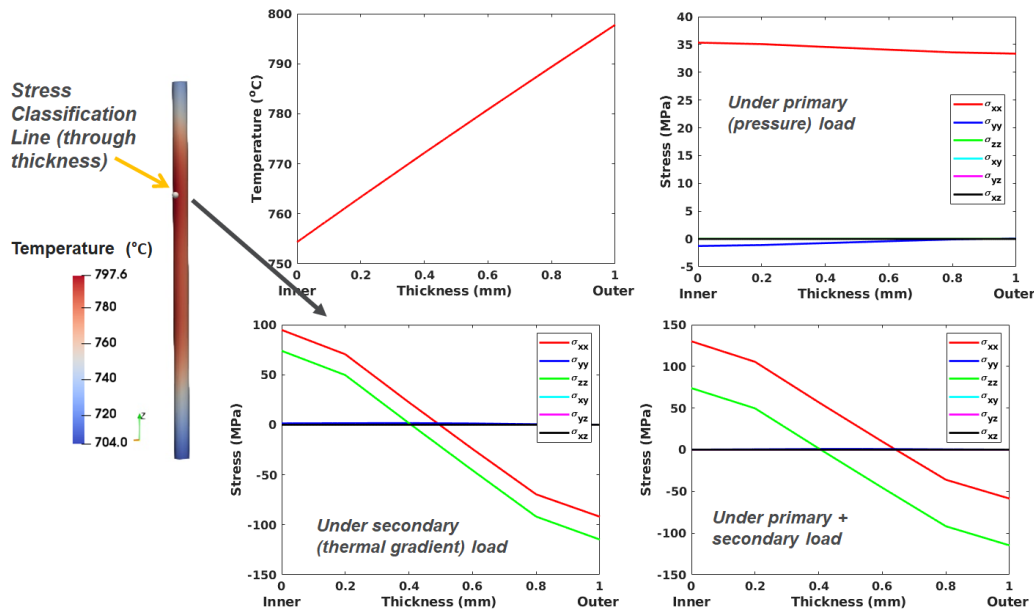 Stress
Classification
Line (through
thickness)
Temperature (°C)
797.6
780
760
740
720
704.0
z
Temperature (°C)
800
790
780
770
760
750
0
0.2
0.4
0.6
0.8
1
Inner
Thickness (mm)
Outer
Stress (MPa)
40
35
30
25
20
15
10
5
0
-5
Under primary
(pressure) load
σxx
σyy
σzz
σxy
σyz
σxz
0
0.2
0.4
0.6
0.8
1
Inner
Thickness (mm)
Outer
Stress (MPa)
100
50
0
-50
-100
-150
σxx
σyy
σzz
σxy
σyz
σxz
Under secondary
(thermal gradient) load
0
0.2
0.4
0.6
0.8
1
Inner
Thickness (mm)
Outer
Stress (MPa)
150
100
50
0
-50
-100
-150
σxx
σyy
σzz
σxy
σyz
σxz
Under primary +
secondary load
0
0.2
0.4
0.6
0.8
1
Inner
Thickness (mm)
Outer